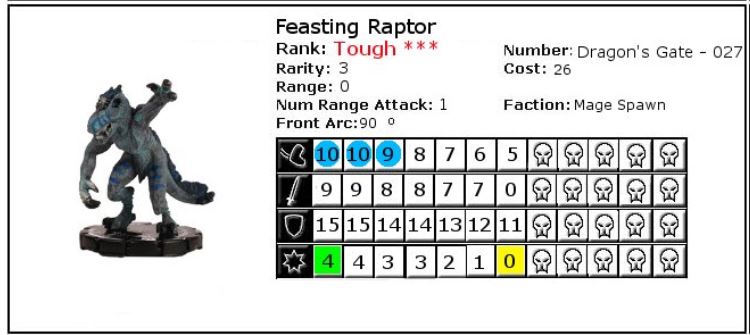 Feasting Raptor
Rank: Tough ***
Number: Dragon's Gate - 027
Rarity: 3
Cost: 26
Range: 0
Num Range Attack: 1
Faction: Mage Spawn
Front Arc:90 º
10 10 9 8 7 6 5
9 9 8 8 7 7 0
15 15 14 14 13 12 11
4 4 3 3 2 1 0